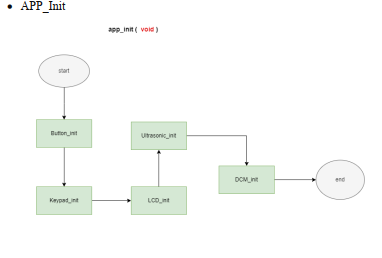 • APP_Init
app_init ( void )
start
Button_init
Keypad_init
LCD_init
Ultrasonic_init
DCM_init
end